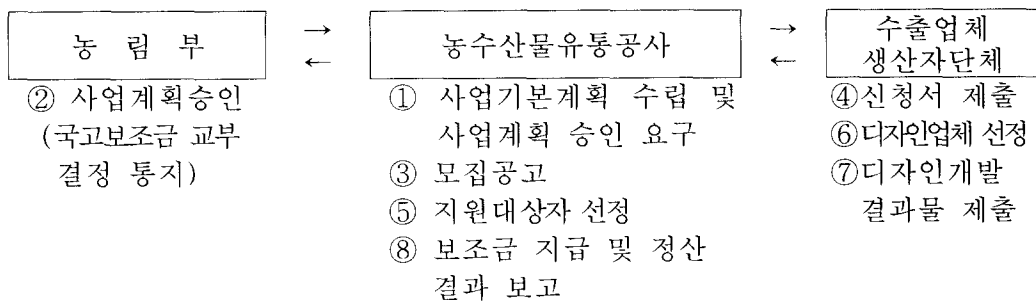 농 림 부
→
←
농수산물유통공사
→
←
수출업체
생산자단체
② 사업계획승인
(국고보조금 교부
결정 통지)
① 사업기본계획 수립 및
사업계획 승인 요구
③ 모집공고
⑤ 지원대상자 선정
⑧ 보조금 지급 및 정산
결과 보고
④신청서 제출
⑥디자인업체 선정
⑦디자인개발
결과물 제출